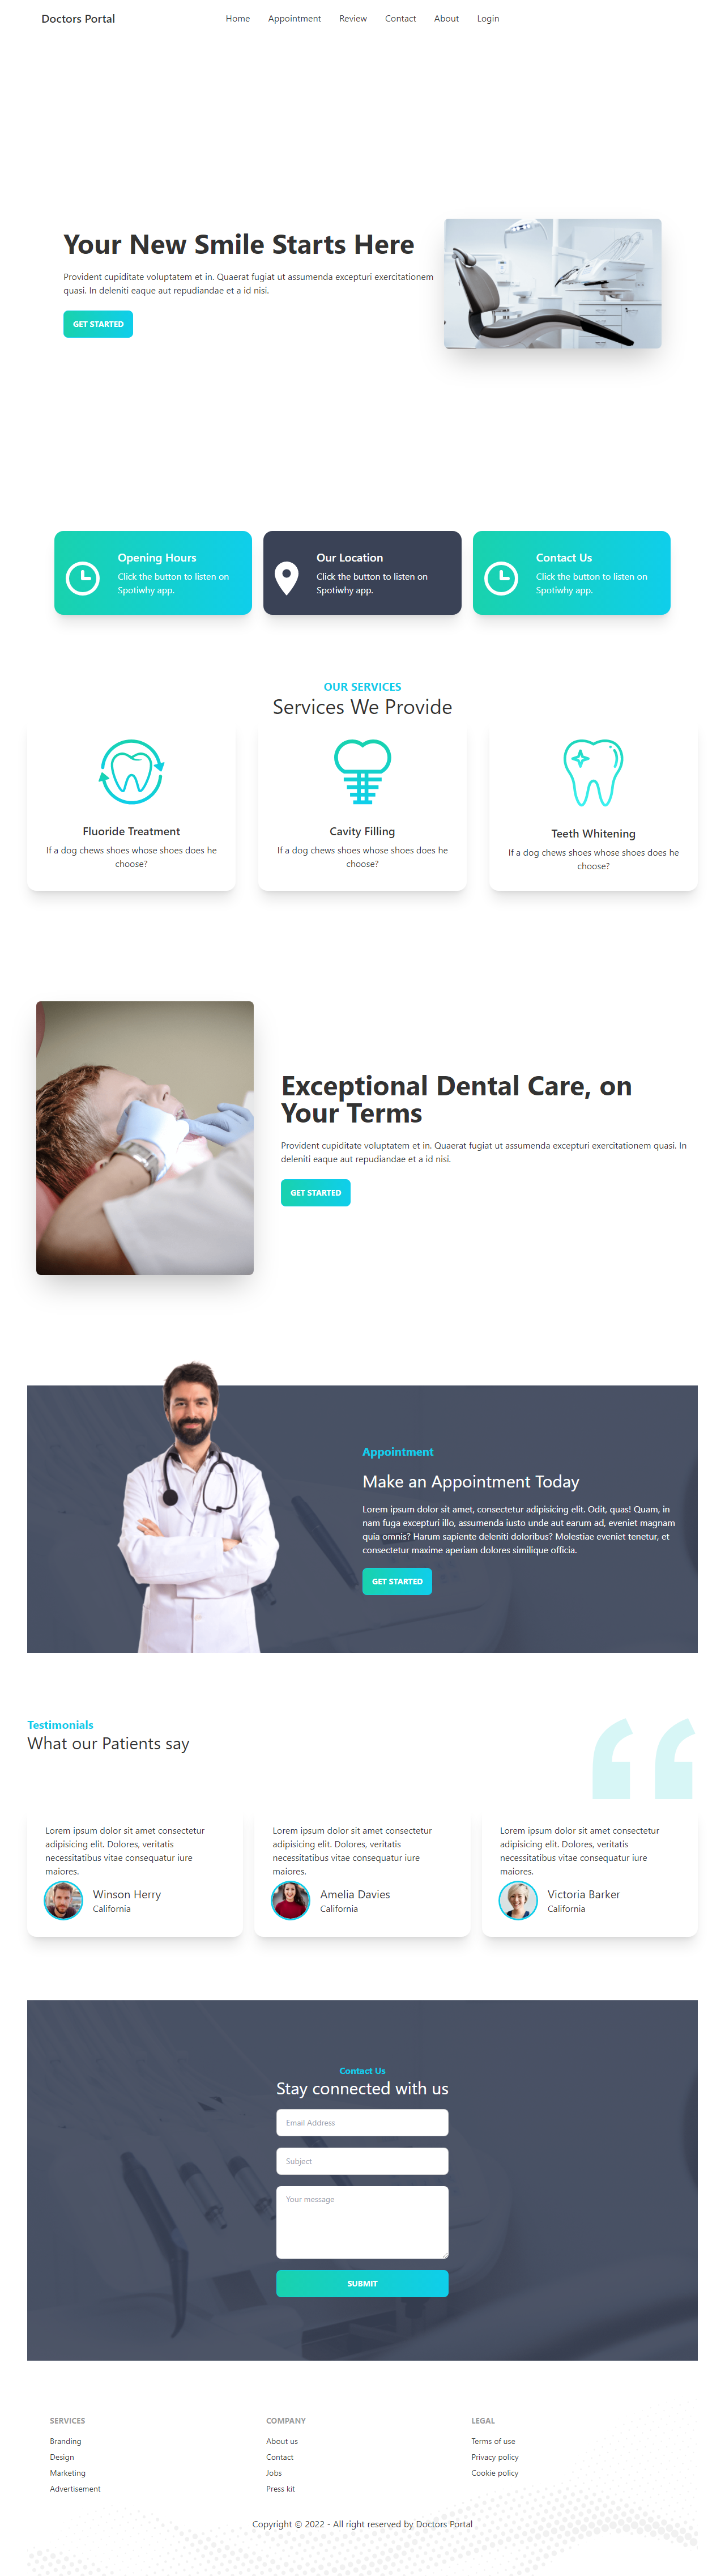 Doctors Portal
Home Appointment Review Contact About Login
Your New Smile Starts Here
Provident cupiditate voluptatem et in. Quaerat fugiat ut assumenda excepturi exercitationem
quasi. In deleniti eaque aut repudiandae et a id nisi.
GET STARTED
Opening Hours
Click the button to listen on
Spotiwhy app.
Our Location
Click the button to listen on
Spotiwhy app.
Contact Us
Click the button to listen on
Spotiwhy app.
OUR SERVICES
Services We Provide
Fluoride Treatment
If a dog chews shoes whose shoes does he
choose?
Cavity Filling
If a dog chews shoes whose shoes does he
choose?
Teeth Whitening
If a dog chews shoes whose shoes does he
choose?
Exceptional Dental Care, on
Your Terms
Provident cupiditate voluptatem et in. Quaerat fugiat ut assumenda excepturi exercitationem quasi. In
deleniti eaque aut repudiandae et a id nisi.
GET STARTED
Appointment
Make an Appointment Today
Lorem ipsum dolor sit amet, consectetur adipisicing elit. Odit, quas! Quam, in
nam fuga excepturi illo, assumenda iusto unde aut earum ad, eveniet magnam
quia omnis? Harum sapiente deleniti doloribus? Molestiae eveniet tenetur, et
consectetur maxime aperiam dolores similique officia.
GET STARTED
Testimonials
What our Patients say
“
Lorem ipsum dolor sit amet consectetur
adipisicing elit. Dolores, veritatis
necessitatibus vitae consequatur iure
maiores.
Winson Herry
California
Lorem ipsum dolor sit amet consectetur
adipisicing elit. Dolores, veritatis
necessitatibus vitae consequatur iure
maiores.
Amelia Davies
California
Lorem ipsum dolor sit amet consectetur
adipisicing elit. Dolores, veritatis
necessitatibus vitae consequatur iure
maiores.
Victoria Barker
California
Contact Us
Stay connected with us
Email Address
Subject
Your message
SUBMIT
SERVICES
Branding
Design
Marketing
Advertisement
COMPANY
About us
Contact
Jobs
Press kit
LEGAL
Terms of use
Privacy policy
Cookie policy
Copyright © 2022 - All right reserved by Doctors Portal